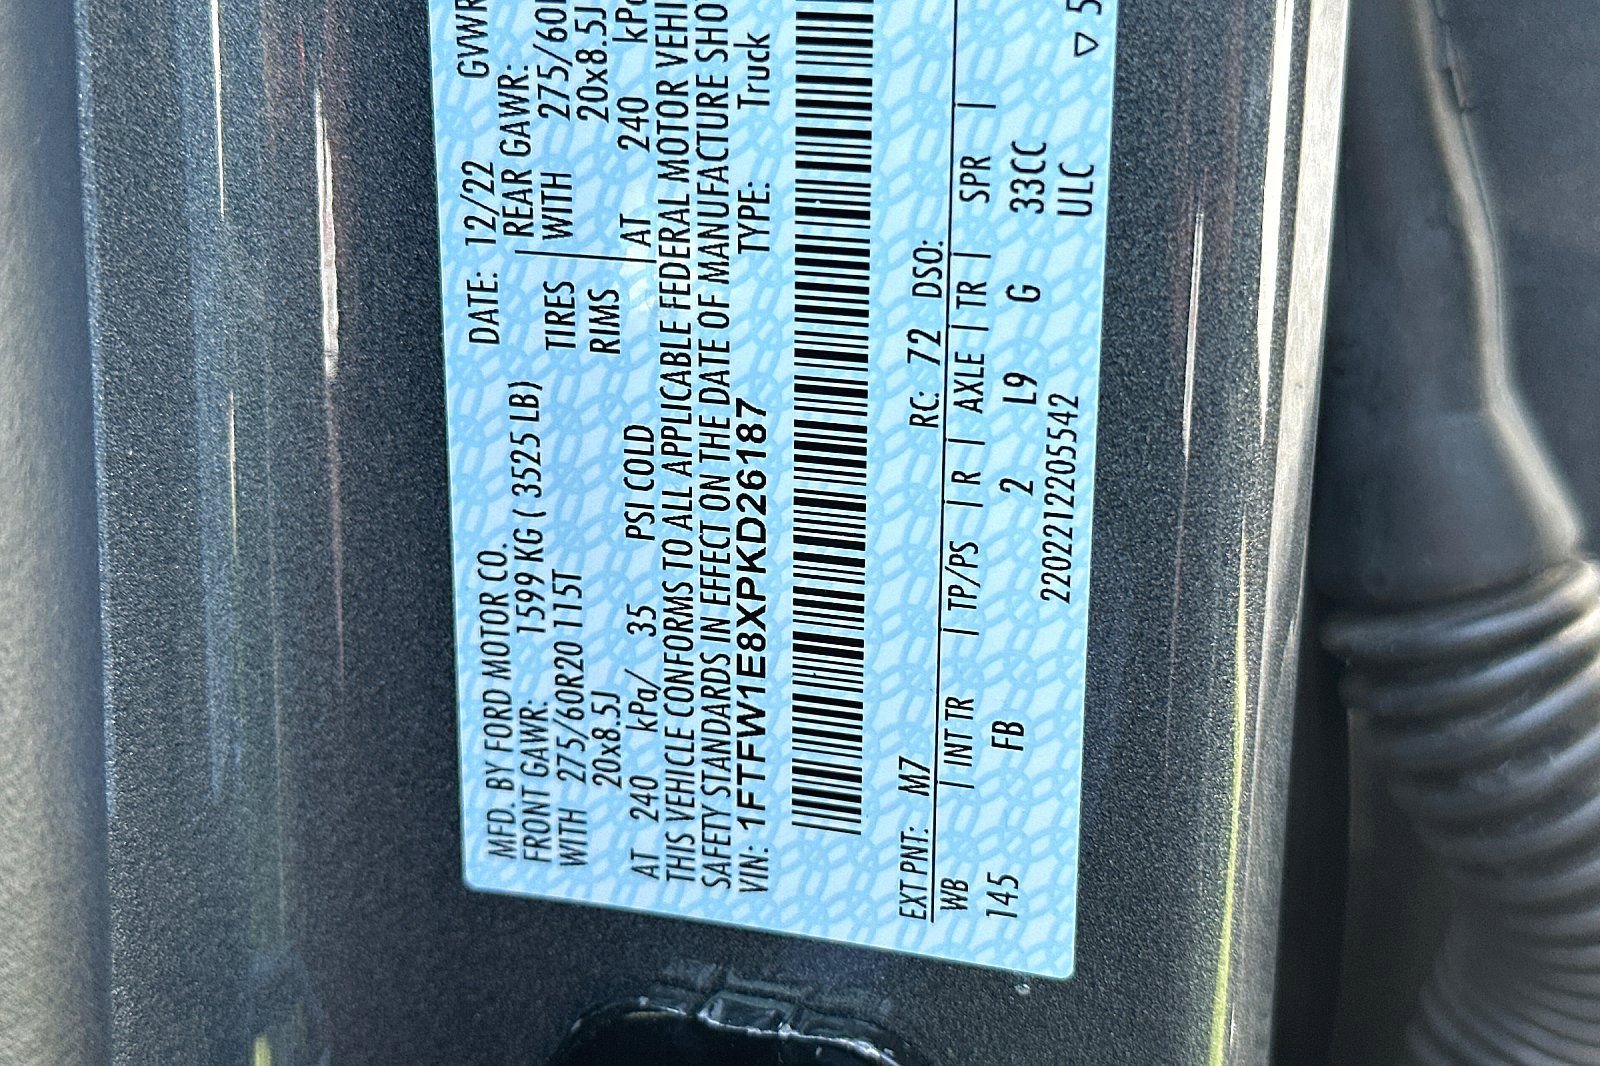 MFD. BY FORD MOTOR CO. DATE: 12/22 GVWR
FRONT GAWR: 1599 KG ( 3525 LB) REAR GAWR:
WITH 275/60R20 115T TIRES WITH 275/60
20x8.5J RIMS 20x8.5J
AT 240 kPa/ 35 PSI COLD AT 240 kPa
THIS VEHICLE CONFORMS TO ALL APPLICABLE FEDERAL MOTOR VEHI
SAFETY STANDARDS IN EFFECT ON THE DATE OF MANUFACTURE SHO
VIN: 1FTFW1E8XPKD26187 TYPE: Truck
EXT PNT: M7 RC: 72 DSO:
WB | INT TR | TP/PS | R | AXLE | TR | SPR |
145 FB 2 L9 G 33CC
2202212205542 ULC ▽ 5